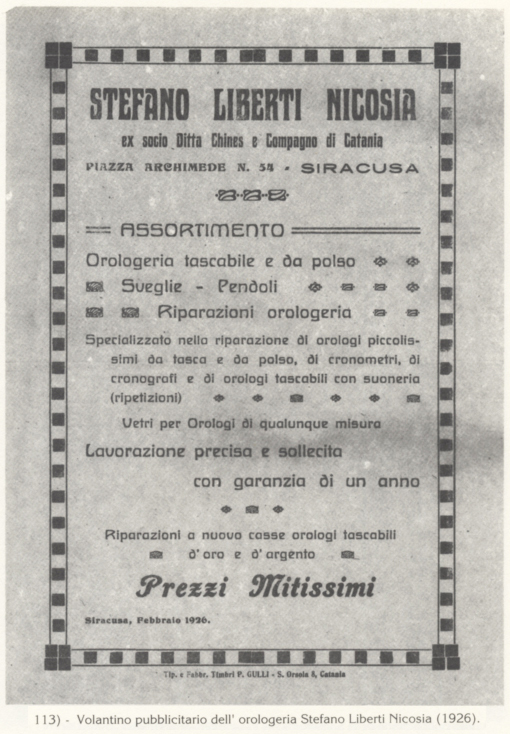 STEFANO LIBERTI NICOSIA
ex socio Ditta Chines e Compagno di Catania
PIAZZA ARCHIMEDE N. 54 - SIRACUSA
ASSORTIMENTO
Orologeria tascabile e da polso
Sveglie - Pendoli
Riparazioni orologeria
Specializzato nella riparazione di orologi piccolis-
simi da tasca e da polso, di cronometri, di
cronografi e di orologi tascabili con suoneria
(ripetizioni)
Vetri per Orologi di qualunque misura
Lavorazione precisa e sollecita
con garanzia di un anno
Riparazioni a nuovo casse orologi tascabili
d'oro e d'argento
Prezzi Mitissimi
Siracusa, Febbraio 1926.
Tip. e Fabbr. Timbri P. GULLI - S. Orsola 8, Catania
113) - Volantino pubblicitario dell' orologeria Stefano Liberti Nicosia (1926).